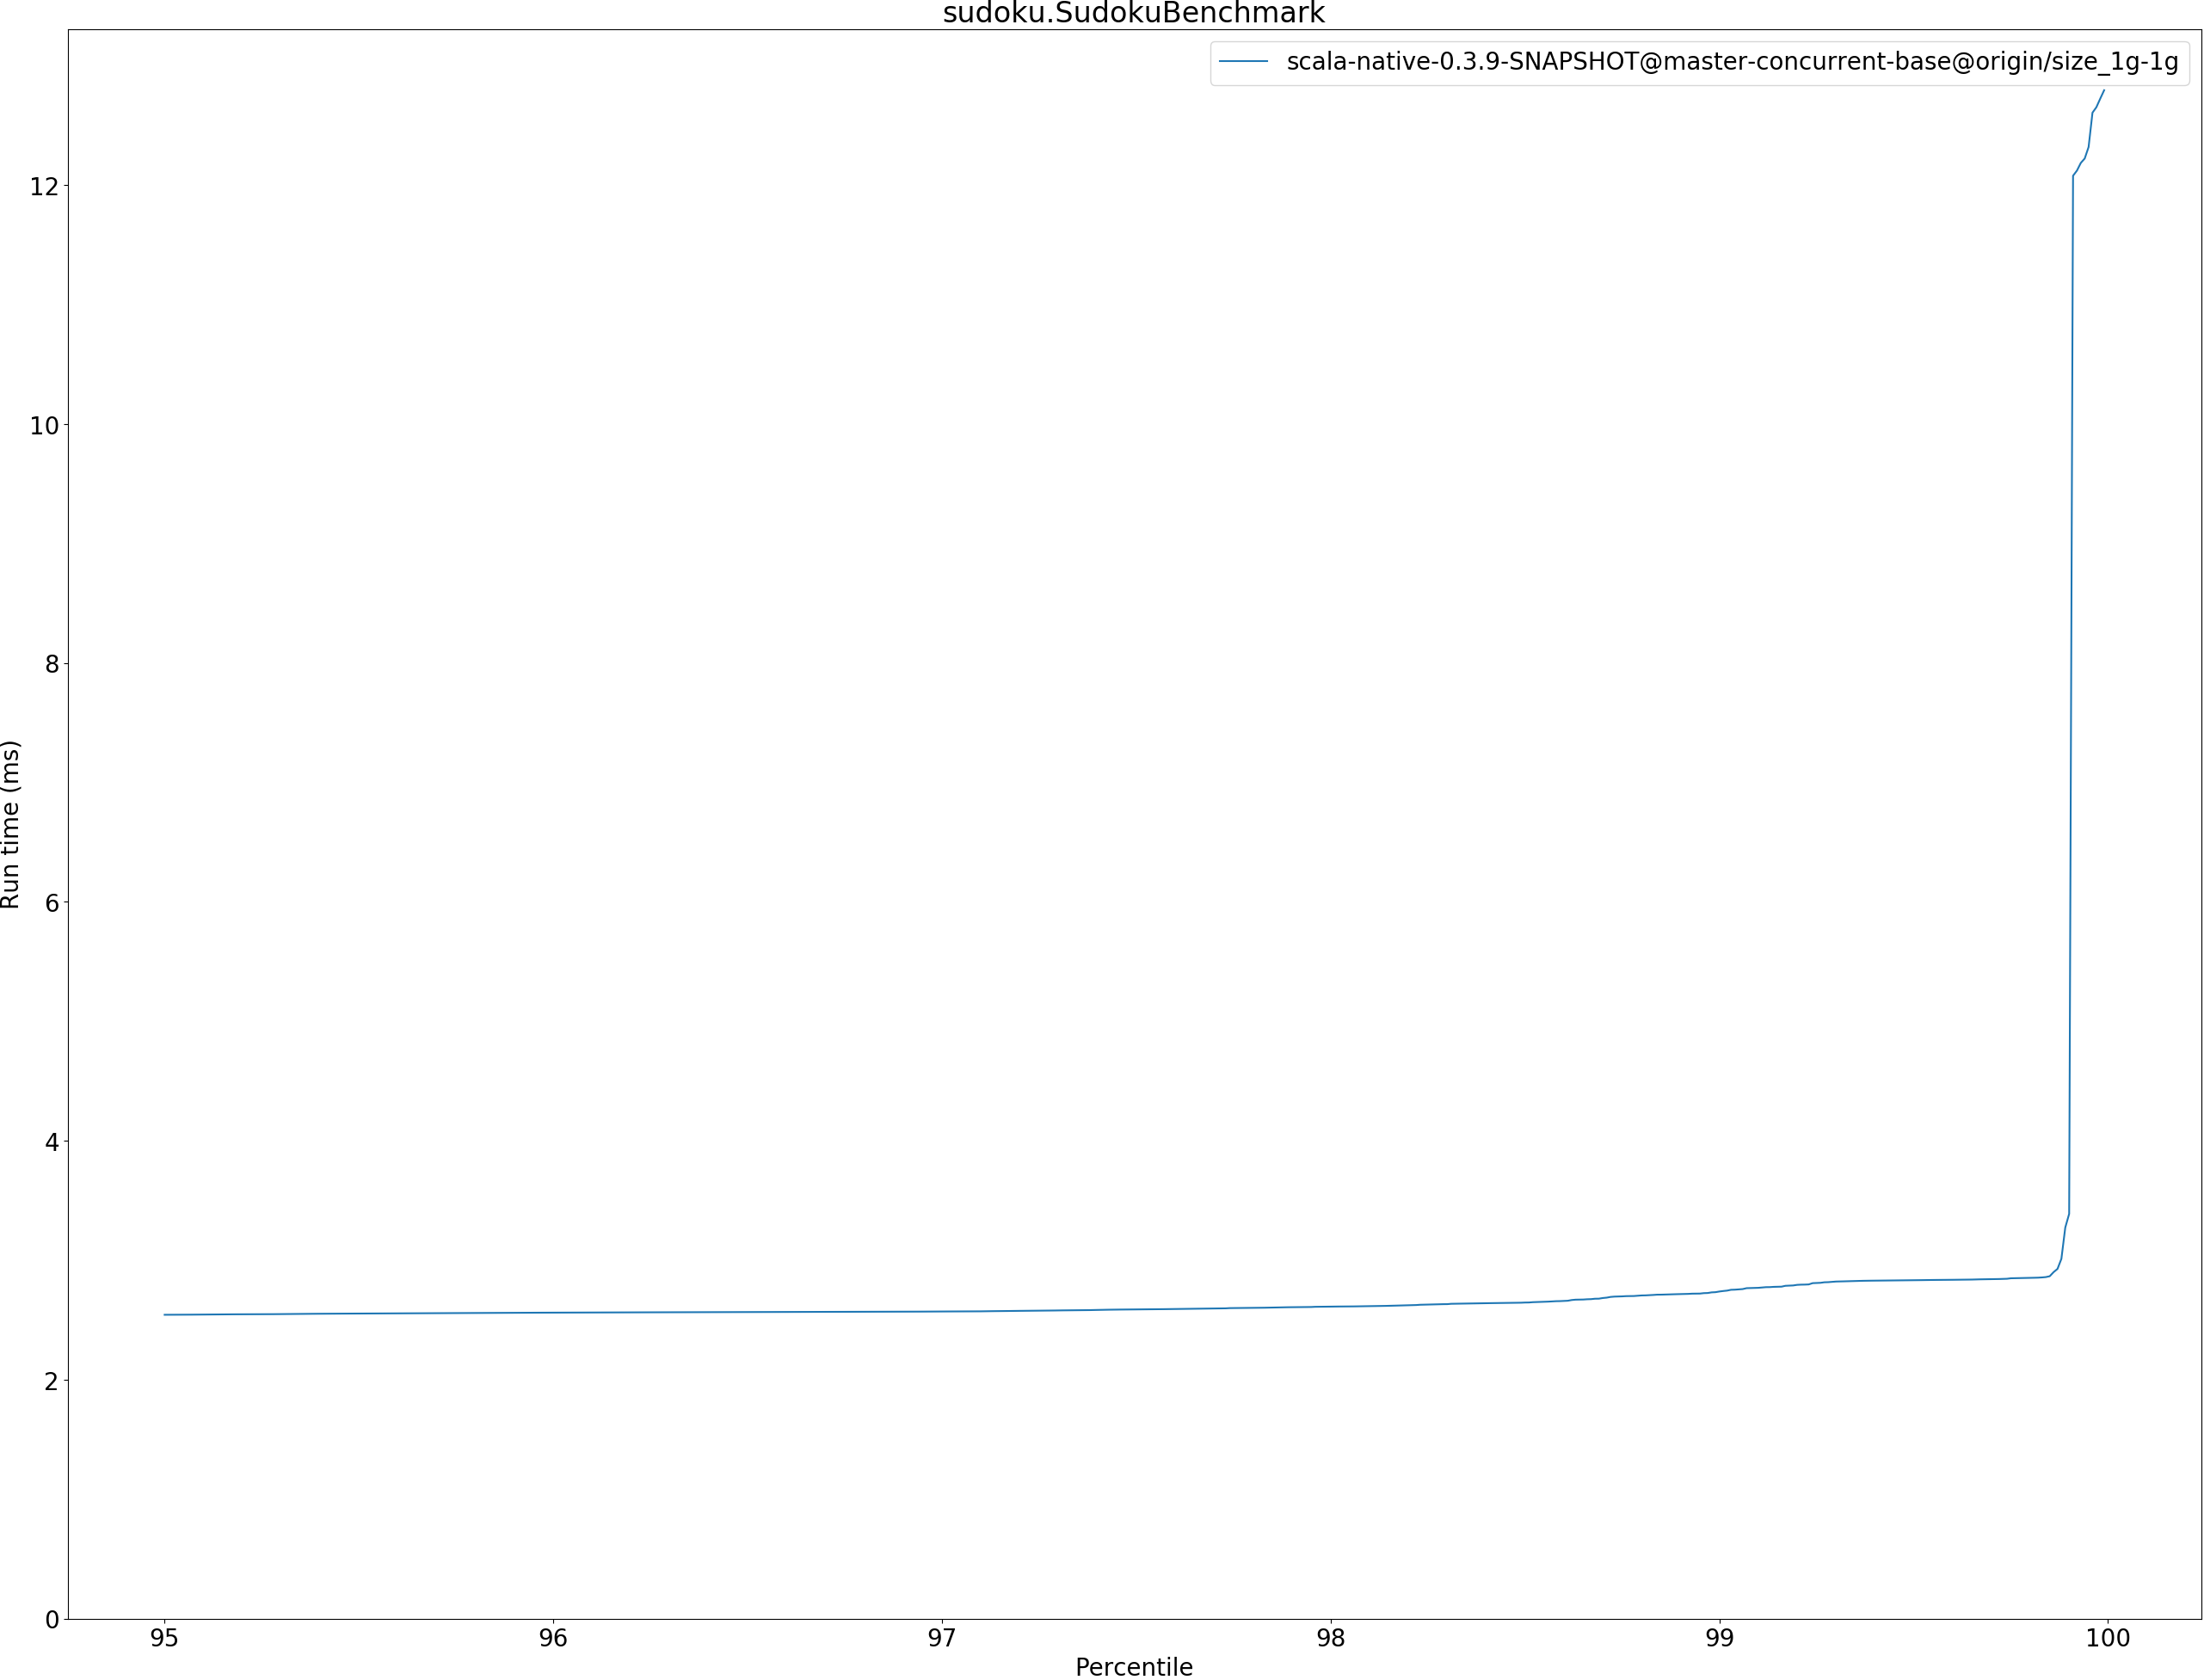 sudoku.SudokuBenchmark
scala-native-0.3.9-SNAPSHOT@master-concurrent-base@origin/size_1g-1g
12
10
8
6
4
2
0
Run time (ms)
95 96 97 98 99 100
Percentile